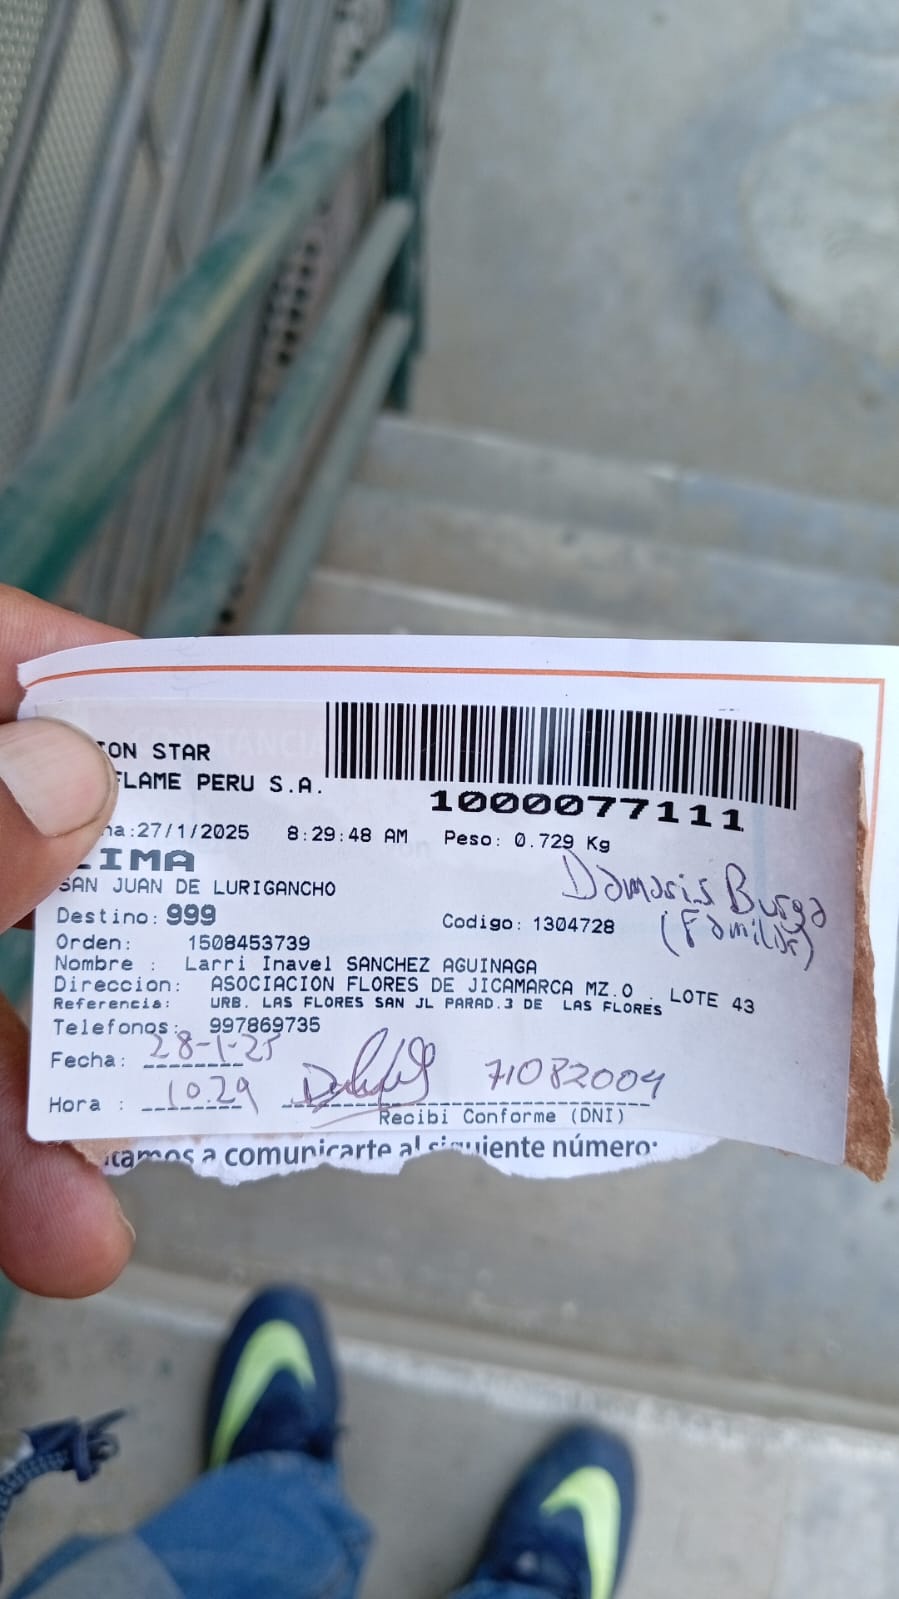 ION STAR
FLAME PERU S.A.
1000077111
ha:27/1/2025 8:29:48 AM Peso: 0.729 Kg
LIMA
SAN JUAN DE LURIGANCHO
Damaris Burga
(Familiar)
Destino: 999 Codigo: 1304728
Orden: 1508453739
Nombre : Larri Inavel SANCHEZ AGUINAGA
Direccion: ASOCIACION FLORES DE JICAMARCA MZ.O . LOTE 43
Referencia: URB. LAS FLORES SAN JL PARAD.3 DE LAS FLORES
Telefonos: 997869735
Fecha: 28-1-25
Hora : 10.29 71082004
Recibi Conforme (DNI)
tamos a comunicarte al siguiente número: